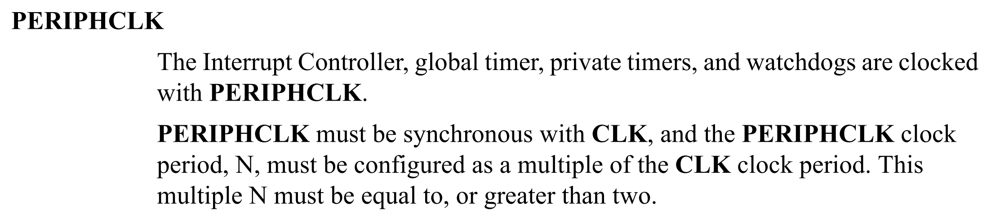 PERIPHCLK
The Interrupt Controller, global timer, private timers, and watchdogs are clocked
with PERIPHCLK.
PERIPHCLK must be synchronous with CLK, and the PERIPHCLK clock
period, N, must be configured as a multiple of the CLK clock period. This
multiple N must be equal to, or greater than two.